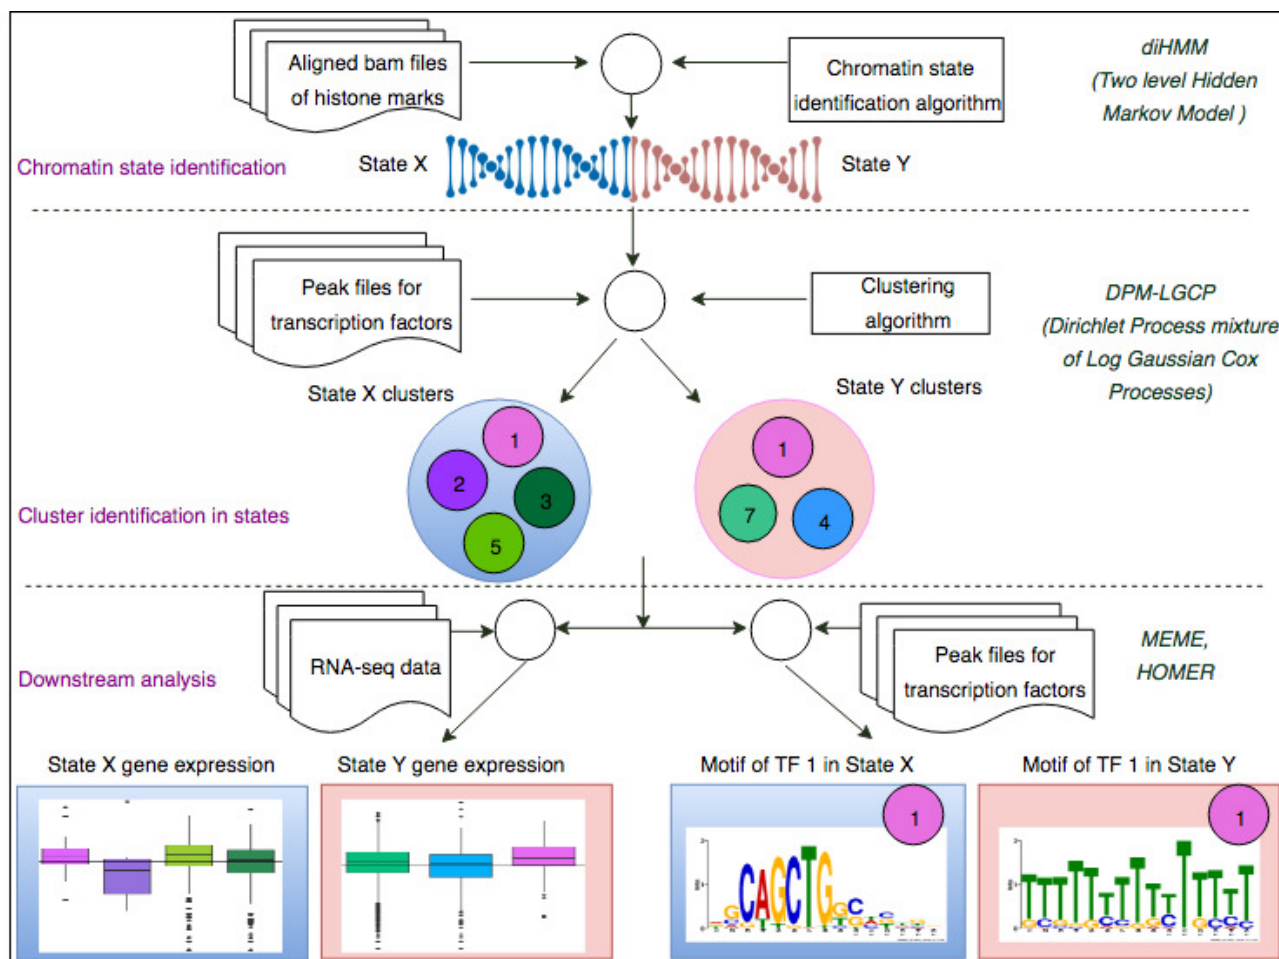 Aligned bam files
of histone marks
Chromatin state
identification algorithm
diHMM
(Two level Hidden
Markov Model )
Chromatin state identification
State X
State Y
Peak files for
transcription factors
Clustering
algorithm
DPM-LGCP
(Dirichlet Process mixture
of Log Gaussian Cox
Processes)
State X clusters
State Y clusters
1
2
3
5
1
7
4
Cluster identification in states
RNA-seq data
Peak files for
transcription factors
MEME,
HOMER
Downstream analysis
State X gene expression
State Y gene expression
Motif of TF 1 in State X
Motif of TF 1 in State Y
1
1
CAGCTG